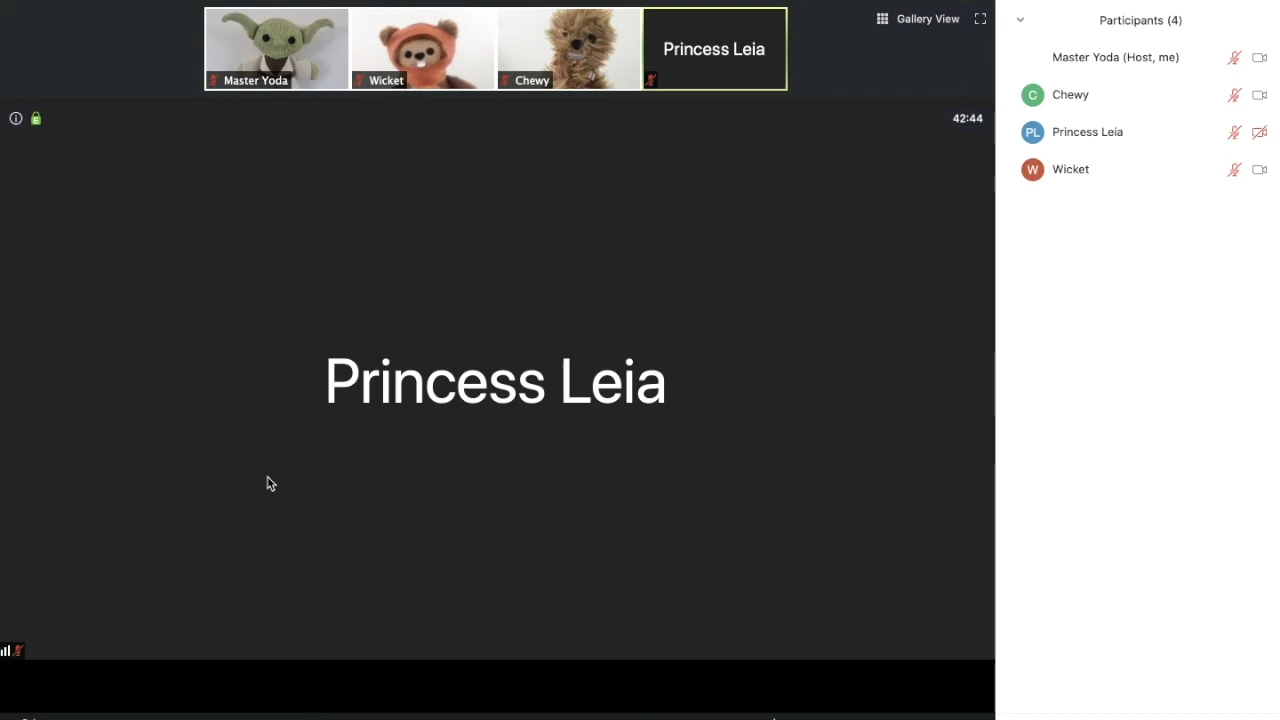 Princess Leia
Gallery View
Master Yoda
Wicket
Chewy
42:44
Princess Leia
Participants (4)
Master Yoda (Host, me)
C Chewy
PL Princess Leia
W Wicket